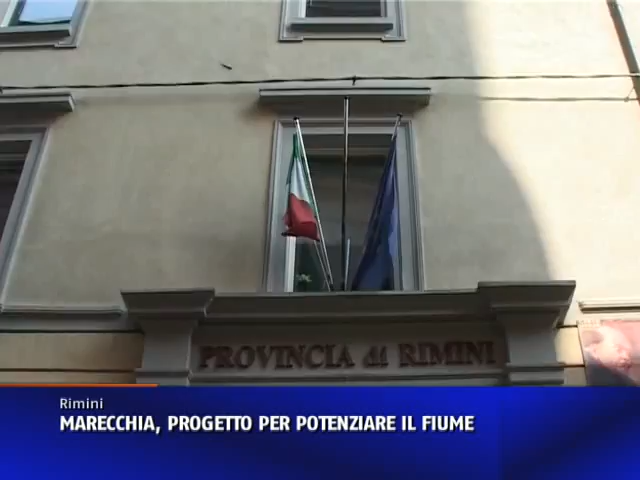 PROVINCIA di RIMINI
Rimini
MARECCHIA, PROGETTO PER POTENZIARE IL FIUME